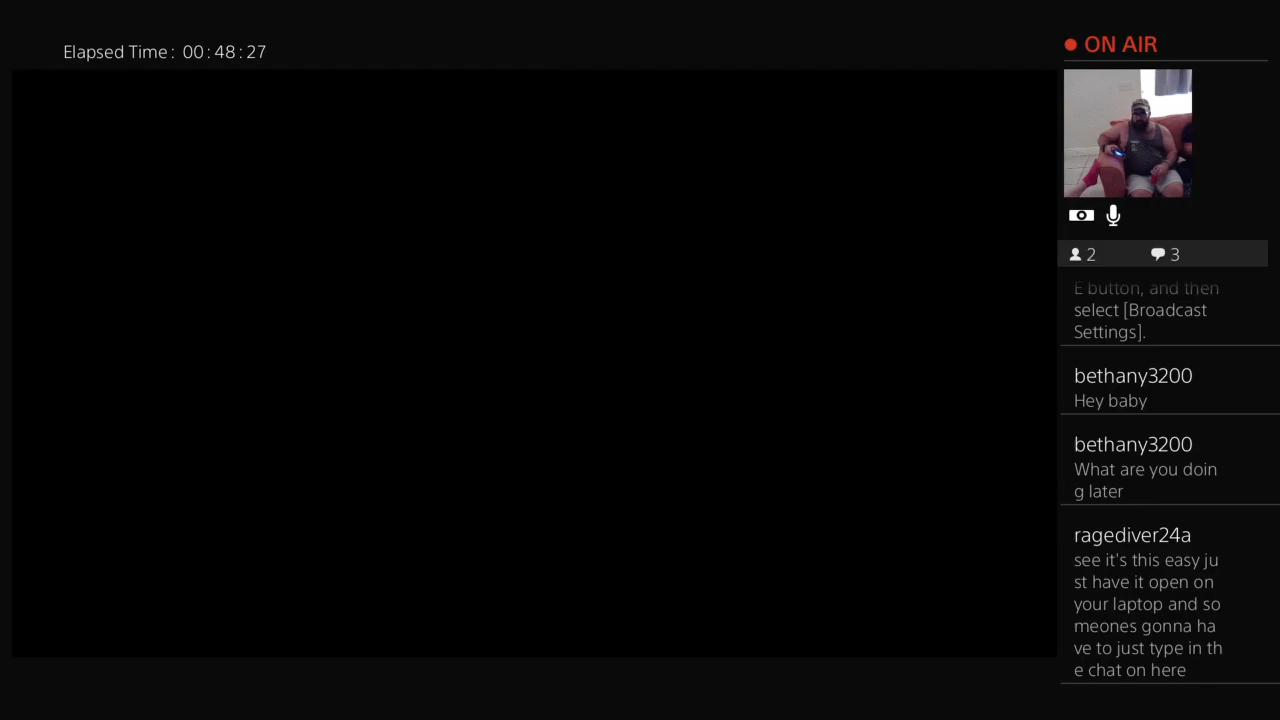 Elapsed Time: 00:48:27
ON AIR
2 3
E button, and then
select [Broadcast
Settings].
bethany3200
Hey baby
bethany3200
What are you doin
g later
ragediver24a
see it's this easy ju
st have it open on
your laptop and so
meones gonna ha
ve to just type in th
e chat on here